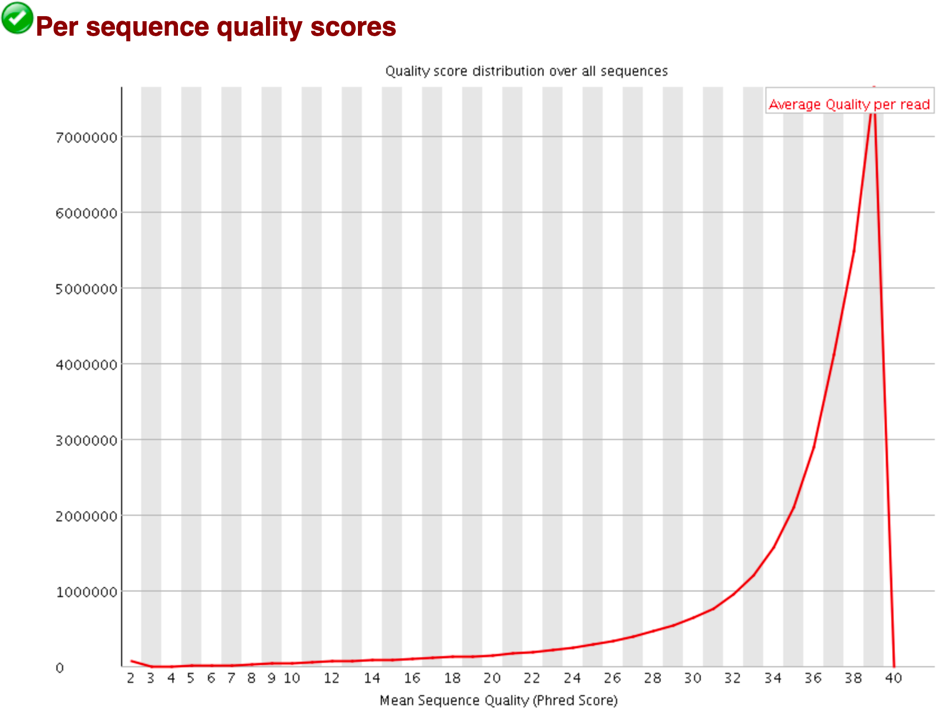 Per sequence quality scores
Quality score distribution over all sequences
Average Quality per read
7000000
6000000
5000000
4000000
3000000
2000000
1000000
0
2 3 4 5 6 7 8 9 10 12 14 16 18 20 22 24 26 28 30 32 34 36 38 40
Mean Sequence Quality (Phred Score)